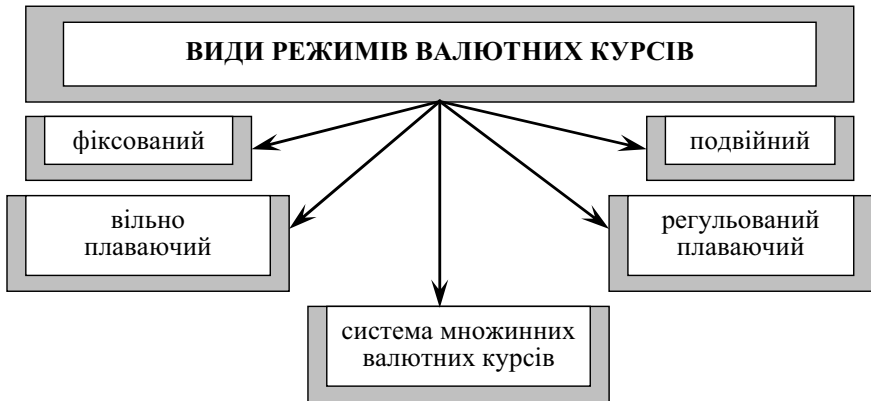 ВИДИ РЕЖИМІВ ВАЛЮТНИХ КУРСІВ
фіксований
подвійний
вільно
плаваючий
регульований
плаваючий
система множинних
валютних курсів